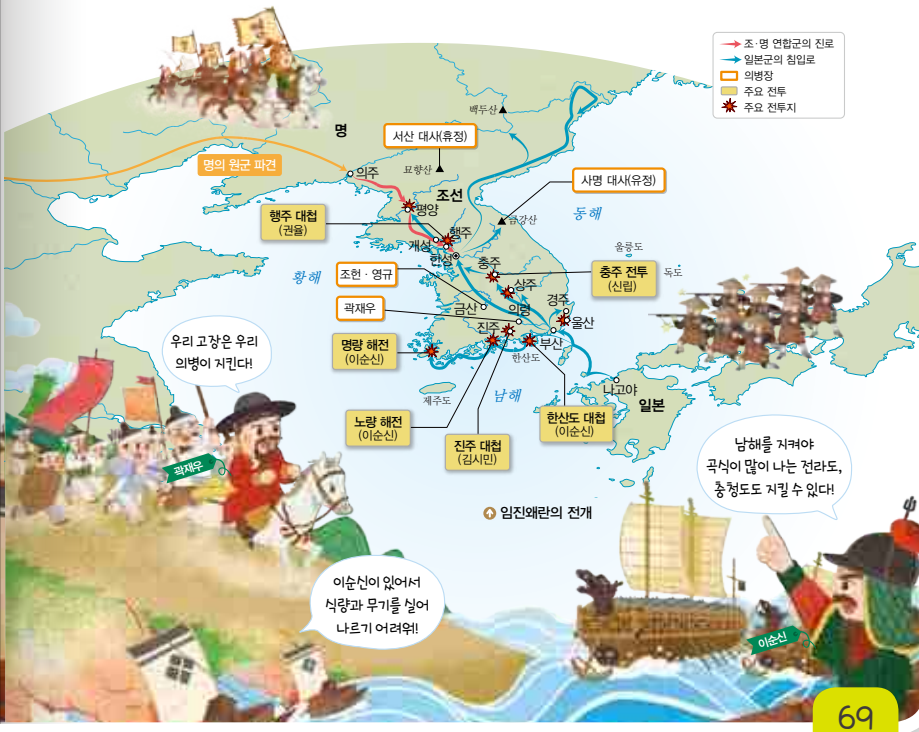 조·명 연합군의 진로
일본군의 침입로
의병장
주요 전투
주요 전투지
백두산
명
서산 대사(휴정)
명의 원군 파견
의주
묘향산
사명 대사(유정)
조선
평양
행주 대첩
(권율)
금강산
동해
행주
개성
한성
울릉도
독도
황해
조헌·영규
충주
충주 전투
(신립)
상주
곽재우
금산
의령
경주
울산
진주
부산
명량 해전
(이순신)
한산도
나고야
제주도
남해
일본
노량 해전
(이순신)
진주 대첩
(김시민)
한산도 대첩
(이순신)
우리 고장은 우리
의병이 지킨다!
곽재우
남해를 지켜야
곡식이 많이 나는 전라도,
충청도도 지킬 수 있다!
임진왜란의 전개
이순신이 있어서
식량과 무기를 실어
나르기 어려워!
이순신
69